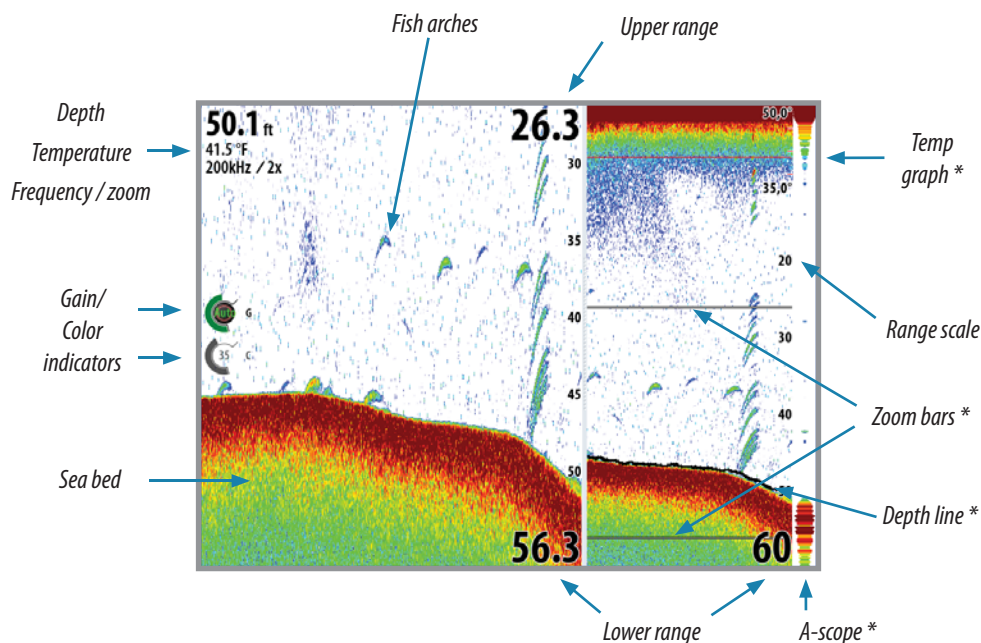 Fish arches
Upper range
Depth
Temperature
Frequency / zoom
50.1 ft
41.5 °F
200kHz / 2x
26.3
30
35
40
45
50
56.3
Gain/
Color
indicators
Auto G
35 C
Sea bed
50,0°
35,0°
20
30
40
60
Temp
graph *
Range scale
Zoom bars *
Depth line *
Lower range
A-scope *